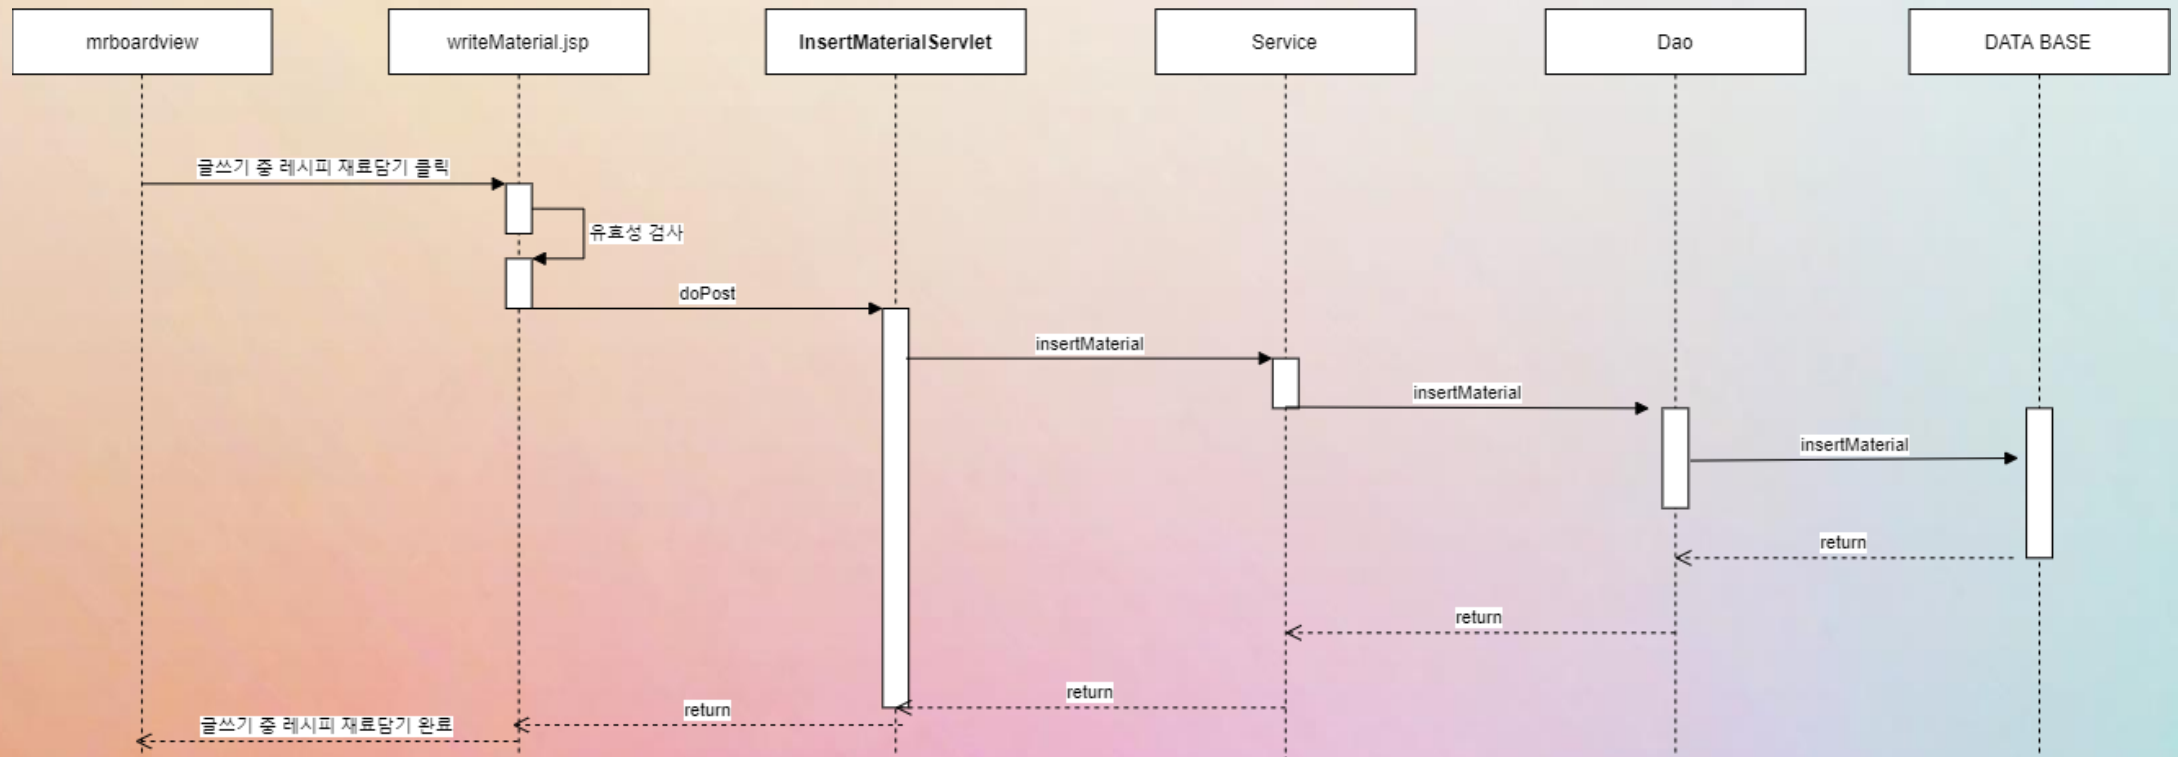 mrboardview
writeMaterial.jsp
InsertMaterialServlet
Service
Dao
DATA BASE
글쓰기 중 레시피 재료담기 클릭
유효성 검사
doPost
insertMaterial
insertMaterial
insertMaterial
return
return
return
return
글쓰기 중 레시피 재료담기 완료